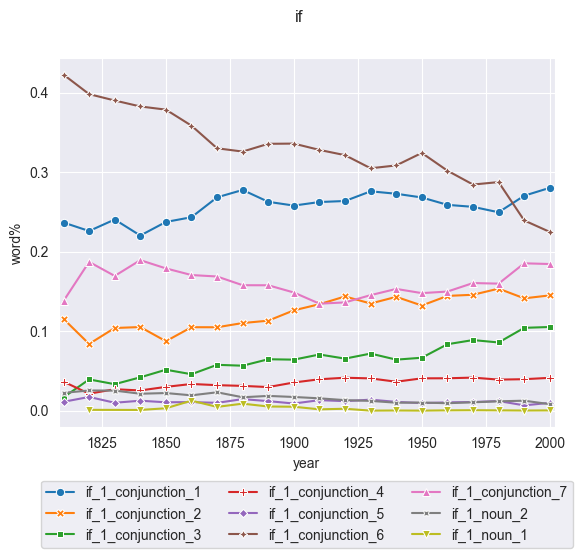 if
0.4
0.3
0.2
0.1
0.0
word%
1825 1850 1875 1900 1925 1950 1975 2000
year
if_1_conjunction_1 if_1_conjunction_4 if_1_conjunction_7
if_1_conjunction_2 if_1_conjunction_5 if_1_noun_2
if_1_conjunction_3 if_1_conjunction_6 if_1_noun_1